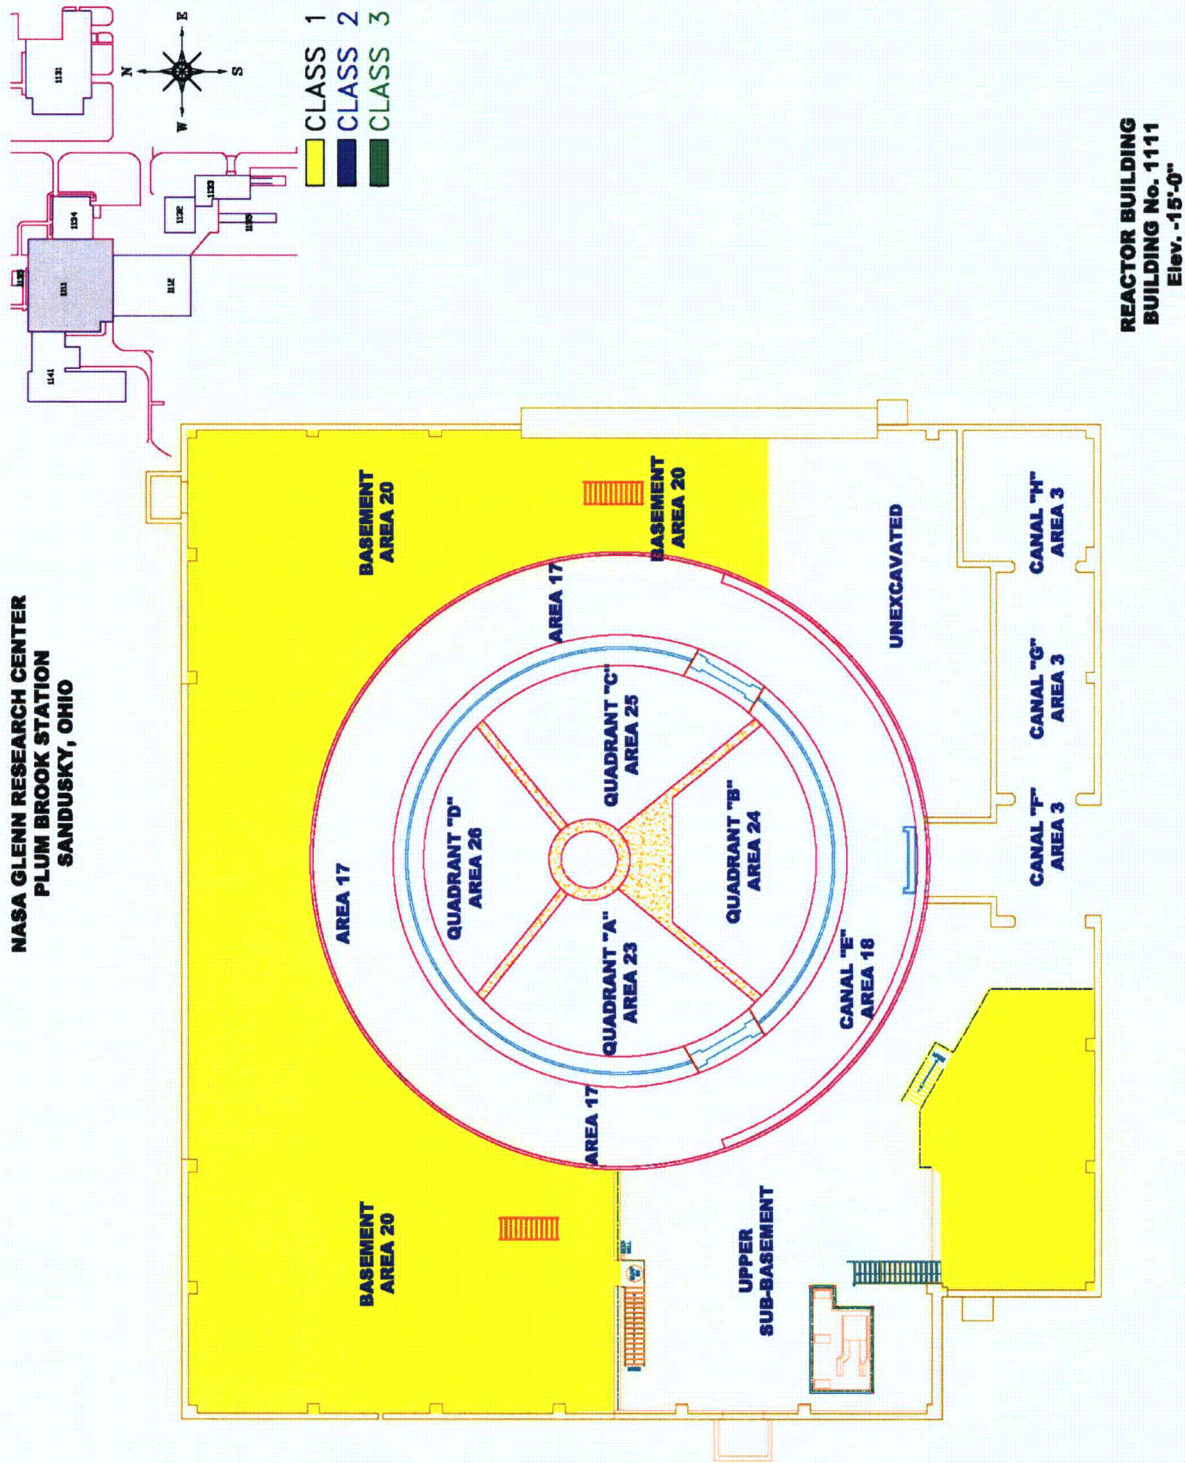 NASA GLENN RESEARCH CENTER
PLUM BROOK STATION
SANDUSKY, OHIO
1131
1134
1135
1111
1112
1141
1132
1133
N
E
S
W
CLASS 1
CLASS 2
CLASS 3
BASEMENT
AREA 20
BASEMENT
AREA 20
BASEMENT
AREA 20
AREA 17
AREA 17
AREA 17
QUADRANT "D"
AREA 26
QUADRANT "C"
AREA 25
QUADRANT "A"
AREA 23
QUADRANT "B"
AREA 24
CANAL "E"
AREA 18
UNEXCAVATED
CANAL "H"
AREA 3
CANAL "G"
AREA 3
CANAL "F"
AREA 3
UPPER
SUB-BASEMENT
REACTOR BUILDING
BUILDING No. 1111
Elev. -15'-0"